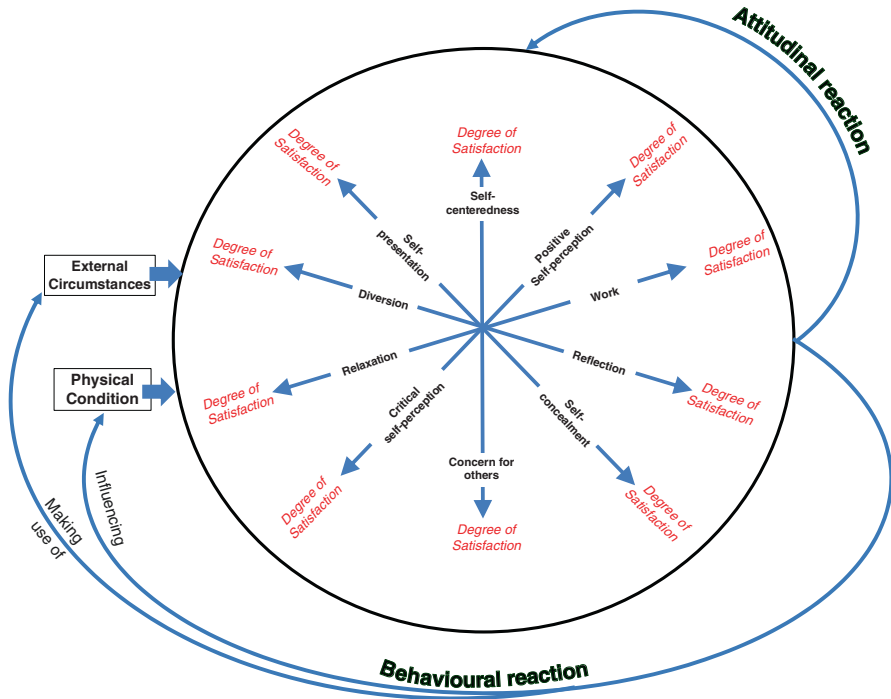 Attitudinal reaction
Degree of
Satisfaction
Degree of
Satisfaction
Degree of
Satisfaction
Self-
centeredness
Self-
presentation
Positive
Self-perception
Degree of
Satisfaction
Degree of
Satisfaction
External
Circumstances
Diversion
Work
Relaxation
Reflection
Physical
Condition
Degree of
Satisfaction
Degree of
Satisfaction
Critical
self-perception
Self-
concealment
Concern for
others
Degree of
Satisfaction
Degree of
Satisfaction
Degree of
Satisfaction
Making
use of
Influencing
Behavioural reaction